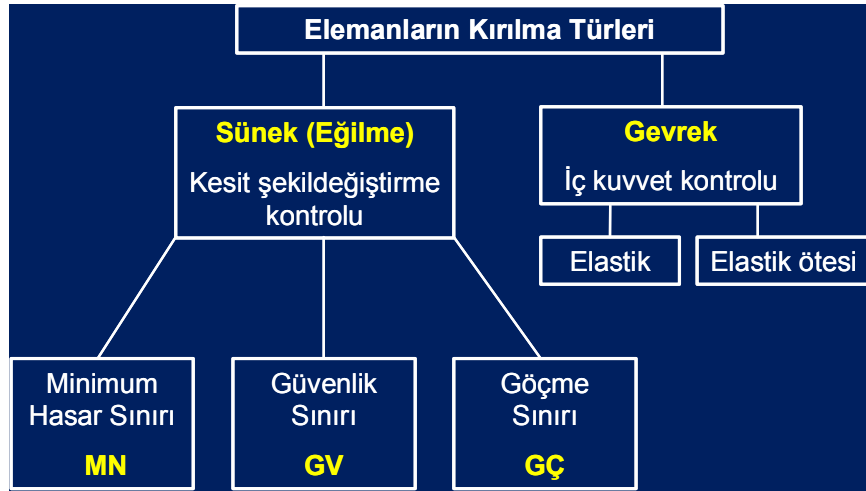 Elemanların Kırılma Türleri
Sünek (Eğilme)
Kesit şekildeğiştirme
kontrolu
Gevrek
İç kuvvet kontrolu
Elastik
Elastik ötesi
Minimum
Hasar Sınırı
MN
Güvenlik
Sınırı
GV
Göçme
Sınırı
GÇ